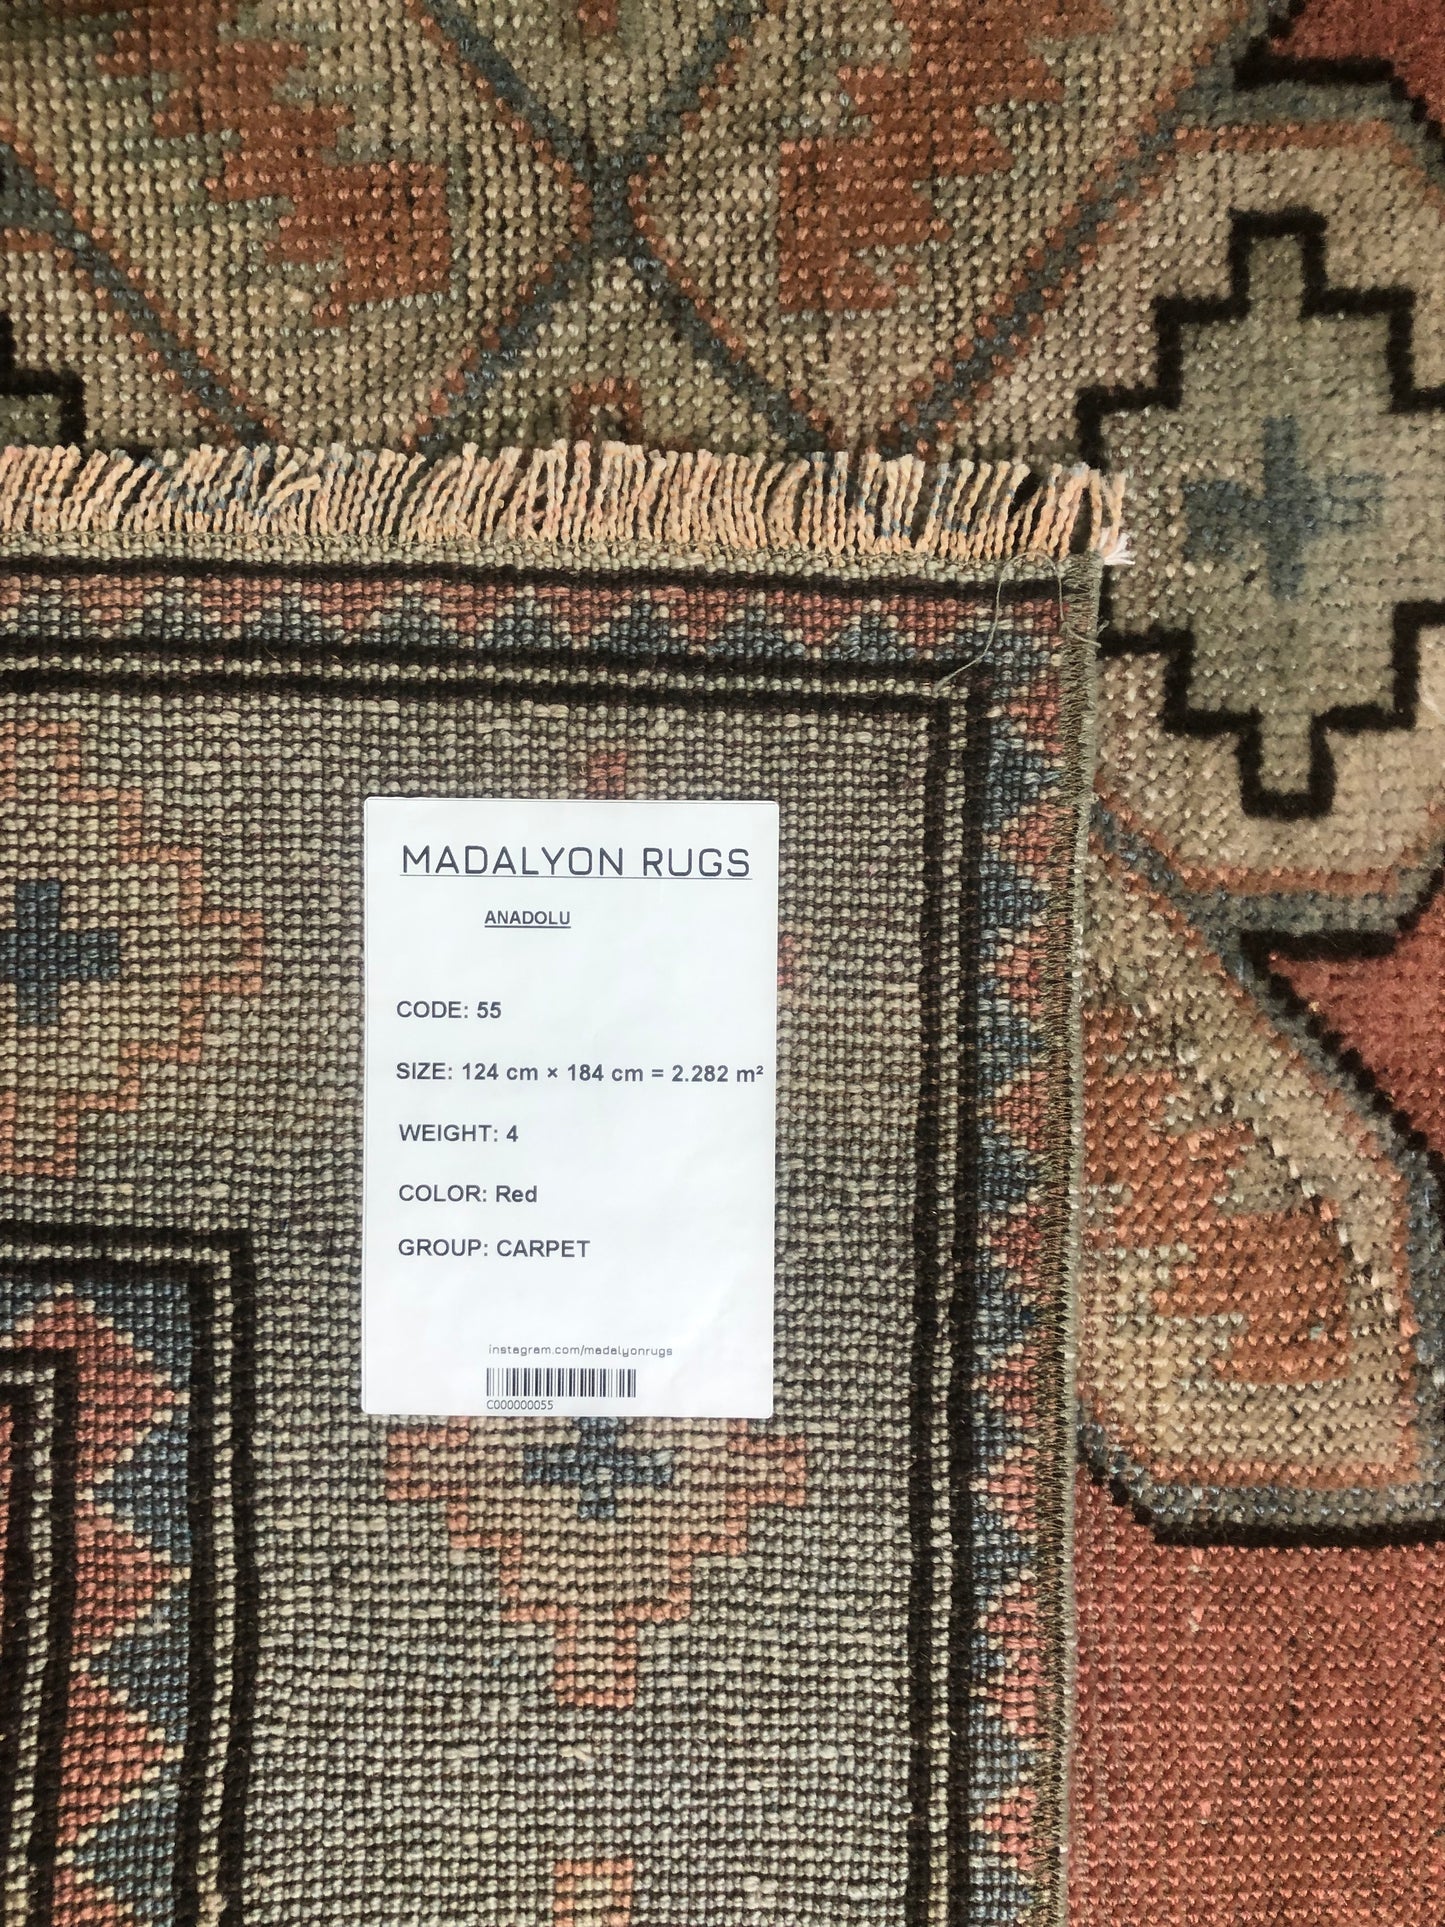 MADALYON RUGS
ANADOLU
CODE: 55
SIZE: 124 cm × 184 cm = 2.282 m²
WEIGHT: 4
COLOR: Red
GROUP: CARPET
instagram.com/madalyonrugs
C000000055